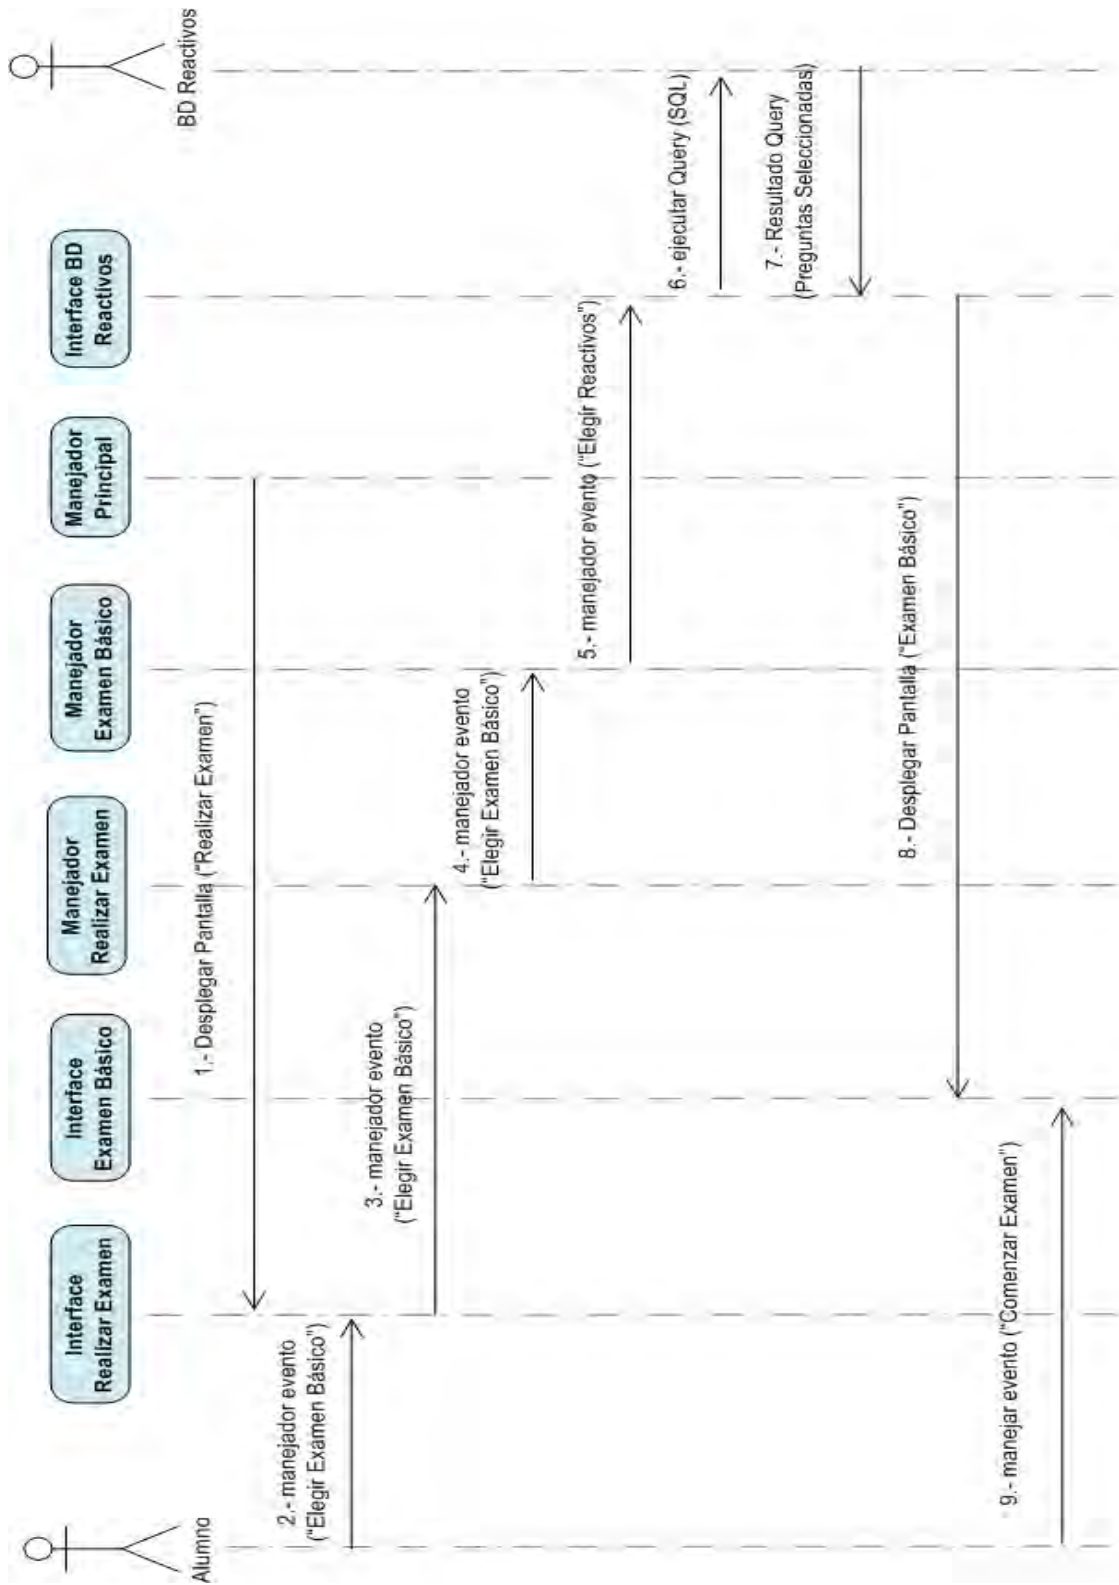 Alumno
Interface
Realizar Examen
Interface
Examen Básico
Manejador
Realizar Examen
Manejador
Examen Básico
Manejador
Principal
Interface BD
Reactivos
BD Reactivos
1.- Desplegar Pantalla ("Realizar Examen")
2.- manejador evento
("Elegir Examen Básico")
3.- manejador evento
("Elegir Examen Básico")
4.- manejador evento
("Elegir Examen Básico")
5.- manejador evento ("Elegir Reactivos")
6.- ejecutar Query (SQL)
7.- Resultado Query
(Preguntas Seleccionadas)
8.- Desplegar Pantalla ("Examen Básico")
9.- manejar evento ("Comenzar Examen")